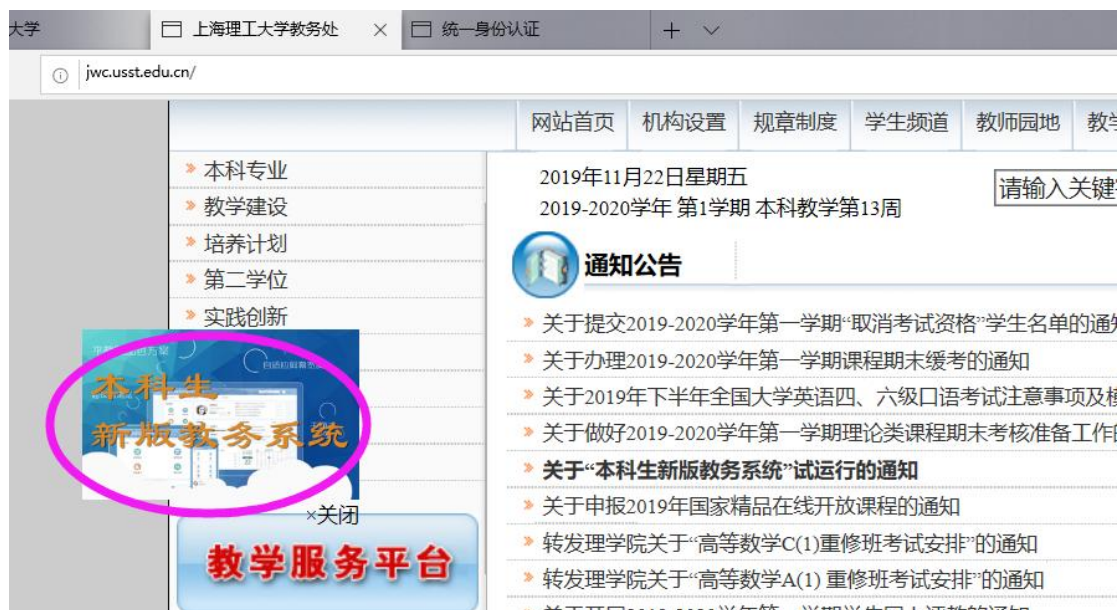 大学
上海理工大学教务处
统一身份认证
jwc.usst.edu.cn/
网站首页 机构设置 规章制度 学生频道 教师园地
本科专业
教学建设
培养计划
第二学位
实践创新
本科生
新版教务系统
×关闭
教学服务平台
2019年11月22日星期五
2019-2020学年 第1学期 本科教学第13周
请输入关键
通知公告
关于提交2019-2020学年第一学期“取消考试资格”学生名单的通
关于办理2019-2020学年第一学期课程期末缓考的通知
关于2019年下半年全国大学英语四、六级口语考试注意事项及
关于做好2019-2020学年第一学期理论类课程期末考核准备工作
关于“本科生新版教务系统”试运行的通知
关于申报2019年国家精品在线开放课程的通知
转发理学院关于“高等数学C(1)重修班考试安排”的通知
转发理学院关于“高等数学A(1) 重修班考试安排”的通知